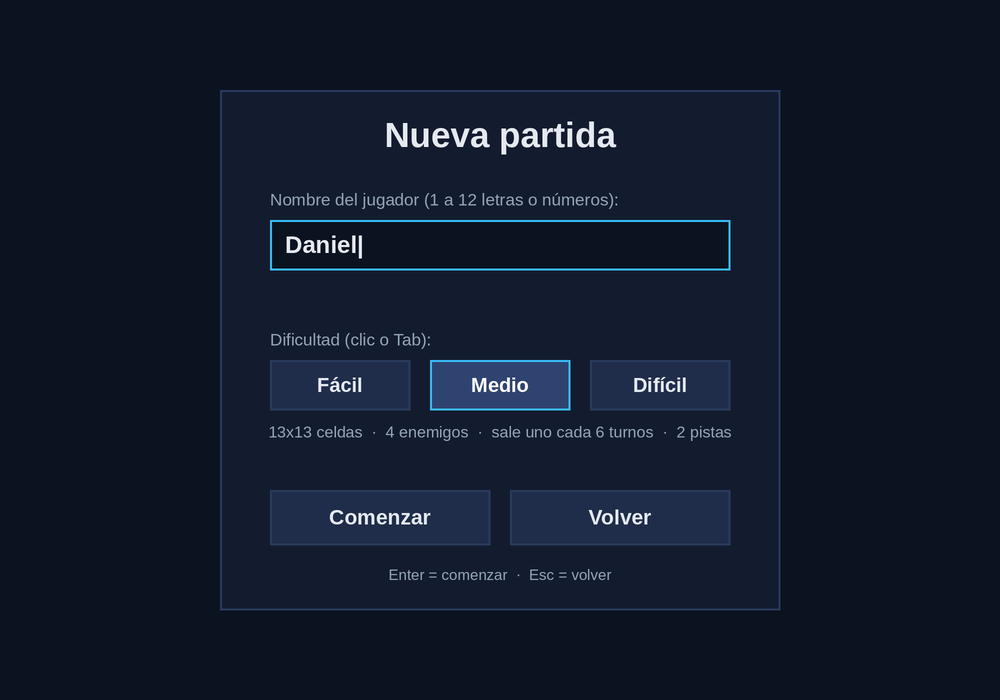 Nueva partida
Nombre del jugador (1 a 12 letras o números):
Daniel|
Dificultad (clic o Tab):
Fácil Medio Difícil
13x13 celdas · 4 enemigos · sale uno cada 6 turnos · 2 pistas
Comenzar Volver
Enter = comenzar · Esc = volver